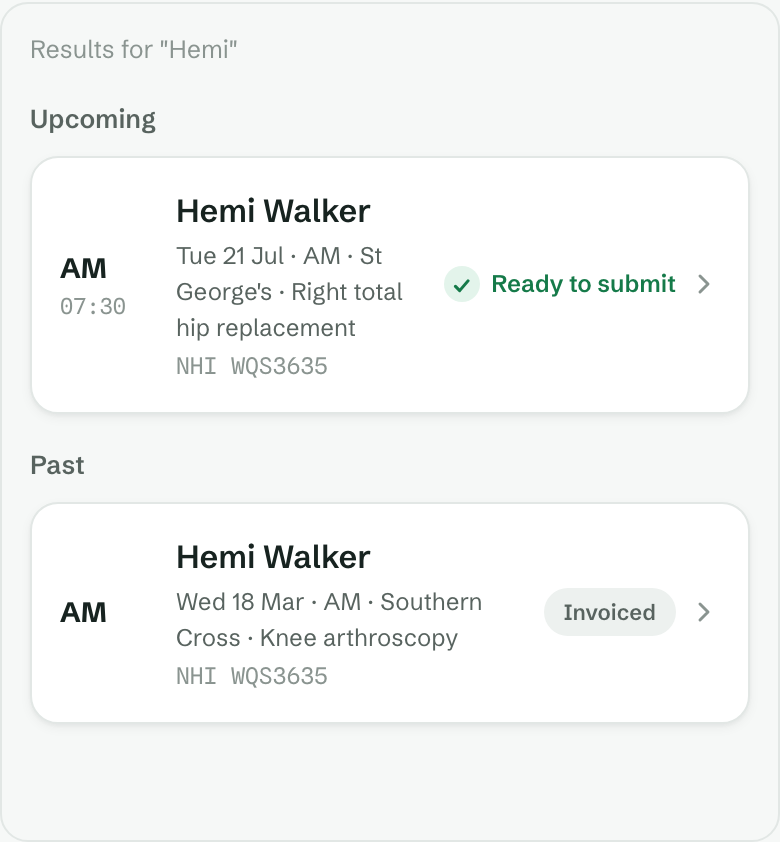 Results for "Hemi"
Upcoming
AM
07:30
Hemi Walker
Tue 21 Jul · AM · St
George's · Right total
hip replacement
NHI WQS3635
Ready to submit
Past
AM
Hemi Walker
Wed 18 Mar · AM · Southern
Cross · Knee arthroscopy
NHI WQS3635
Invoiced